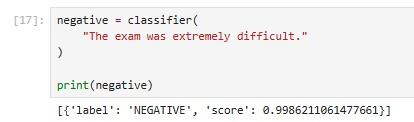 [17]: negative = classifier(
    "The exam was extremely difficult."
)
print(negative)
[{'label': 'NEGATIVE', 'score': 0.9986211061477661}]